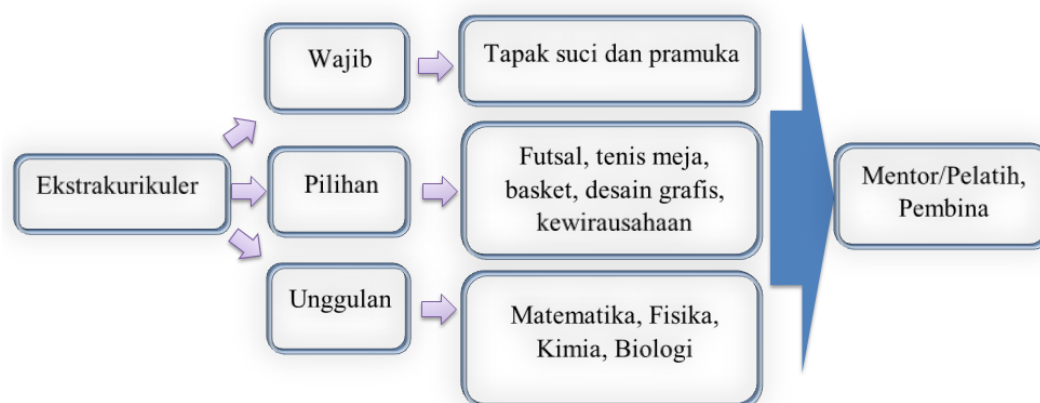 Ekstrakurikuler
Wajib
Tapak suci dan pramuka
Pilihan
Futsal, tenis meja,
basket, desain grafis,
kewirausahaan
Unggulan
Matematika, Fisika,
Kimia, Biologi
Mentor/Pelatih,
Pembina